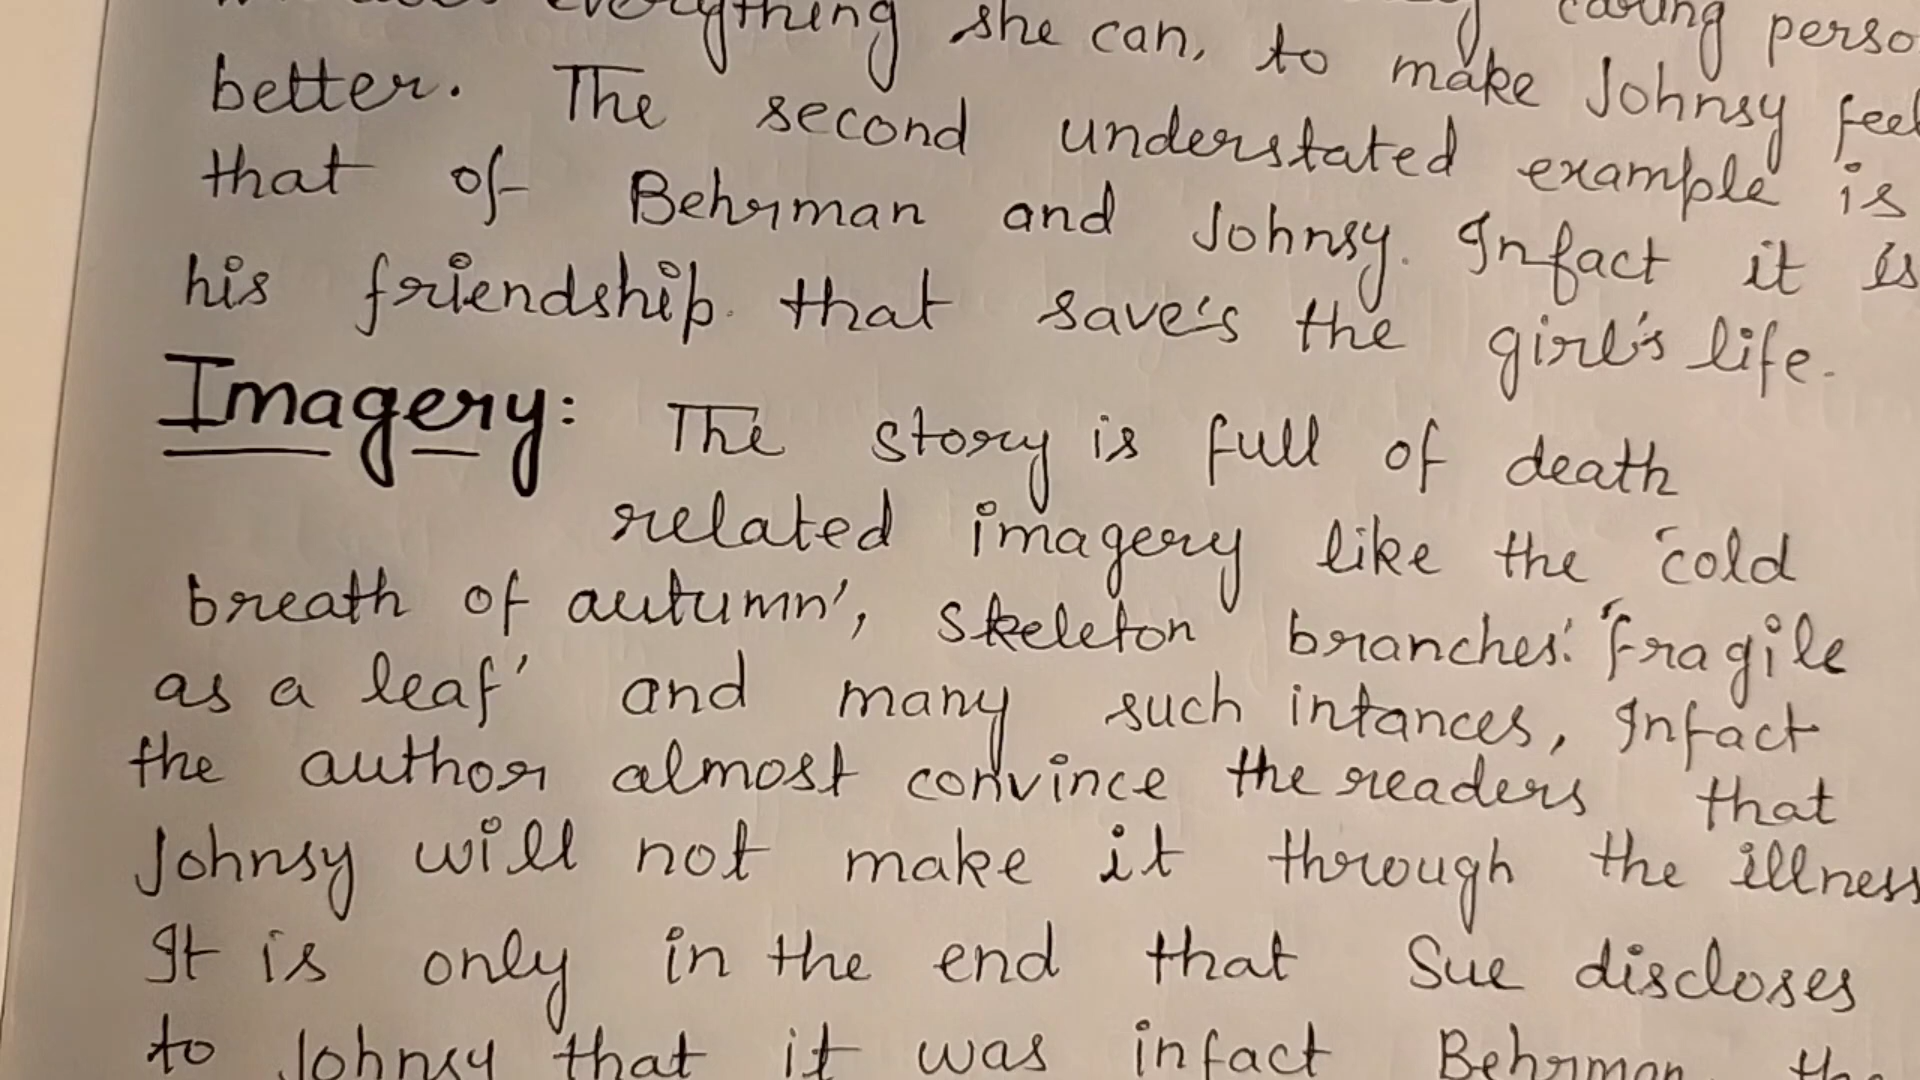 everything she can, to make Johnsy feel
better. The second understated example is
that of Behrman and Johnsy. Infact it is
his friendship. that save's the girl's life.
Imagery: The story is full of death
related imagery like the 'cold
breath of autumn', skeleton branches: 'fragile
as a leaf' and many such intances, Infact
the author almost convince the readers that
Johnsy will not make it through the illness
It is only in the end that Sue discloses
to Johnsy that it was infact Behrman the